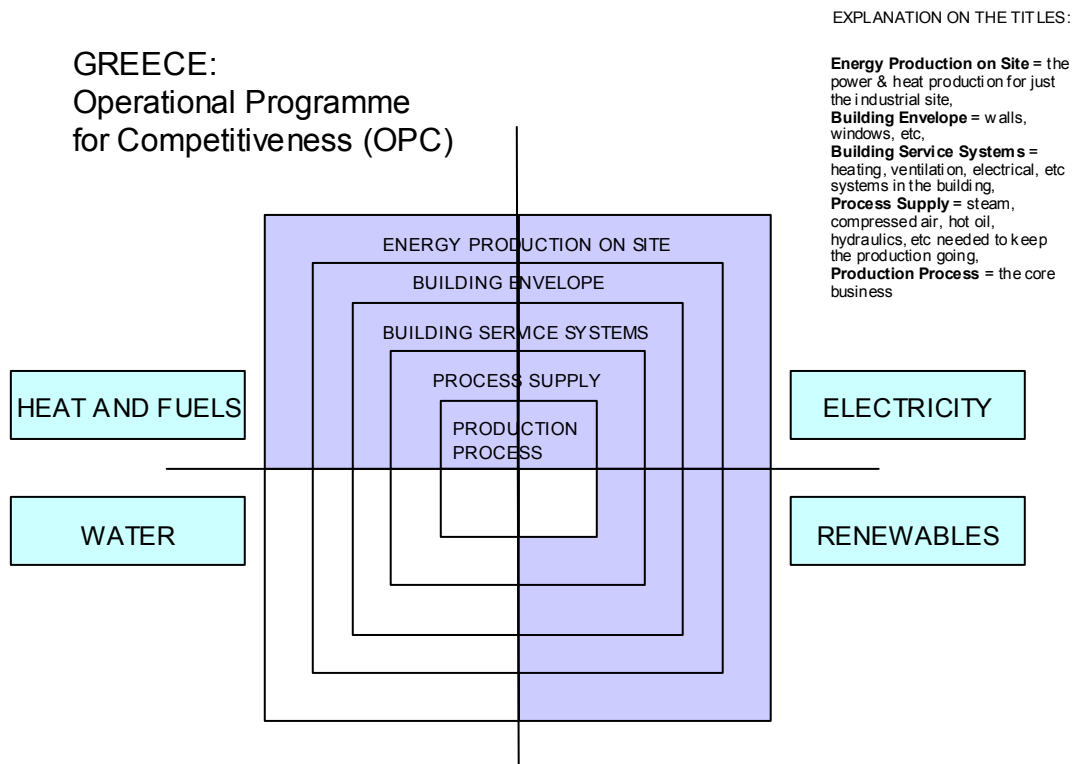 GREECE:
Operational Programme
for Competitiveness (OPC)
EXPLANATION ON THE TITLES:
Energy Production on Site = the
power & heat production for just
the industrial site,
Building Envelope = walls,
windows, etc,
Building Service Systems =
heating, ventilation, electrical, etc
systems in the building,
Process Supply = steam,
compressed air, hot oil,
hydraulics, etc needed to keep
the production going,
Production Process = the core
business
ENERGY PRODUCTION ON SITE
BUILDING ENVELOPE
BUILDING SERVICE SYSTEMS
PROCESS SUPPLY
PRODUCTION
PROCESS
HEAT AND FUELS
ELECTRICITY
WATER
RENEWABLES